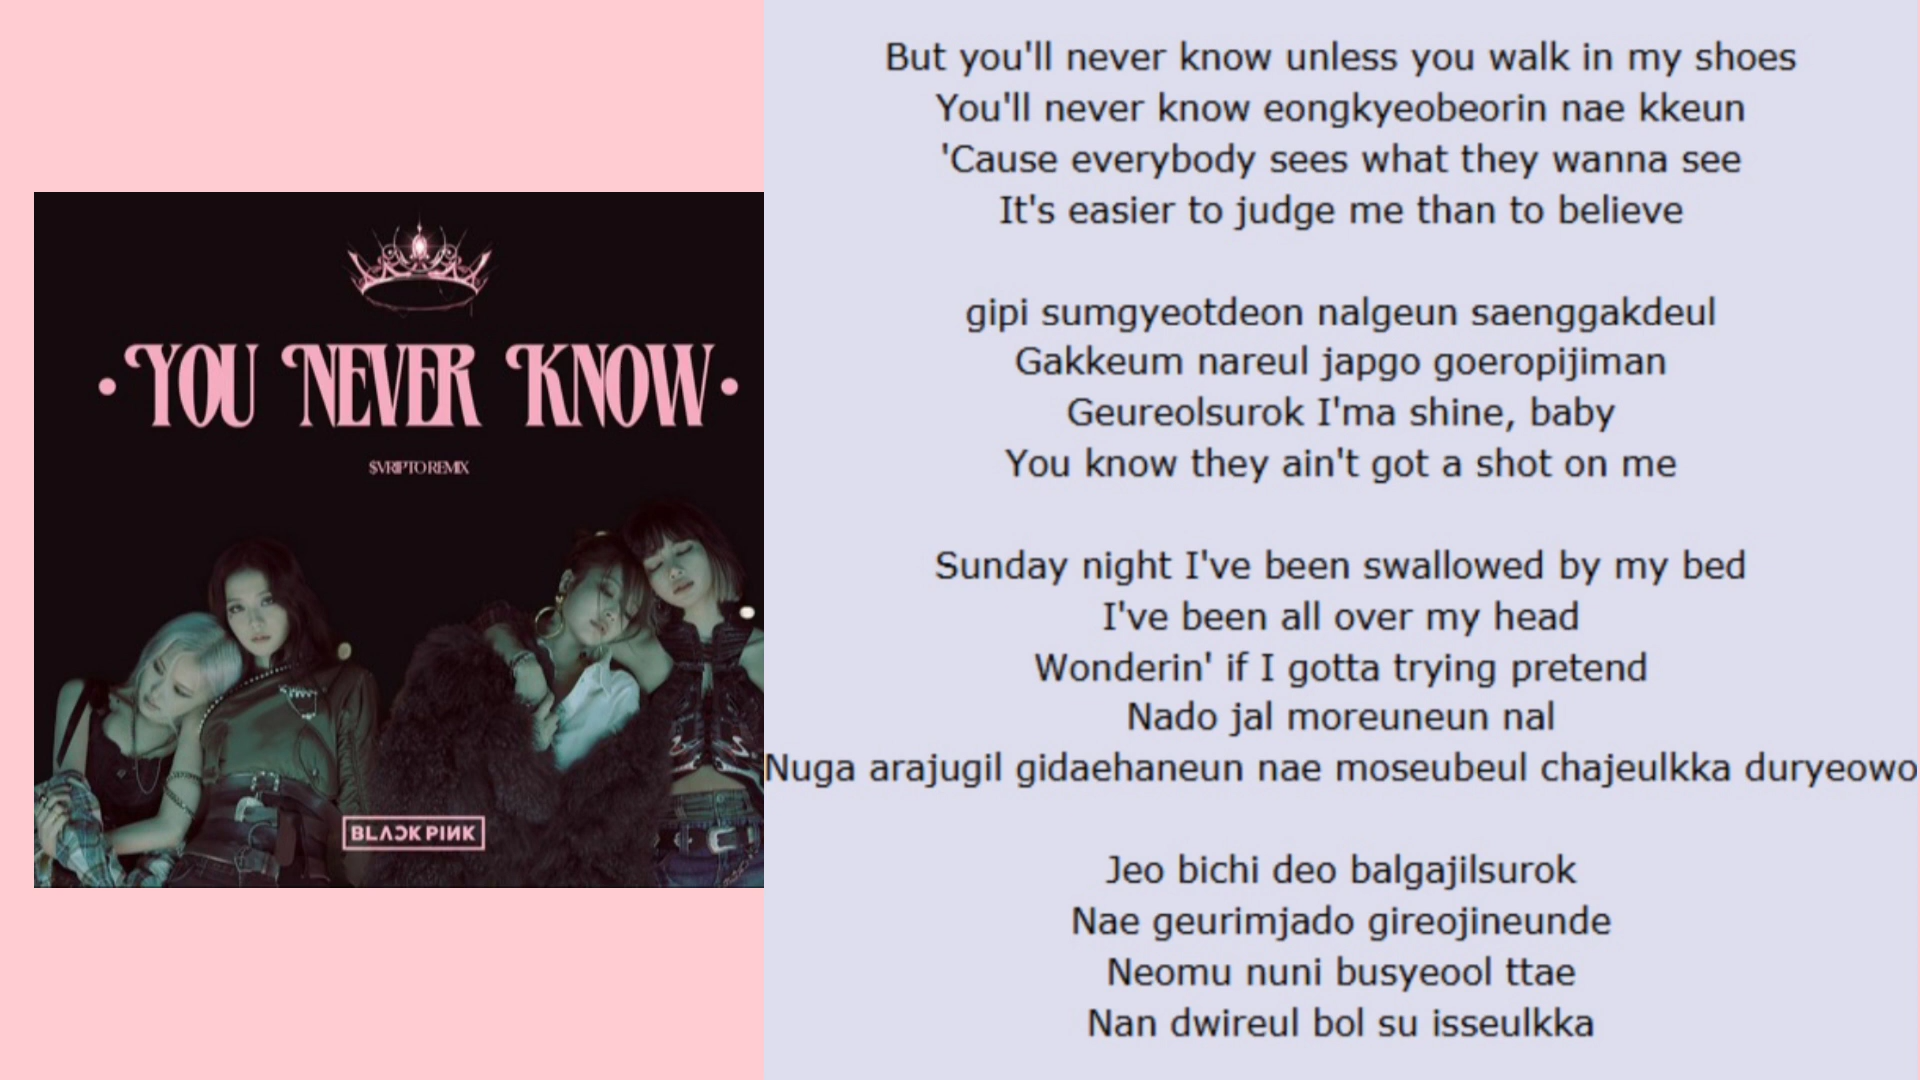 • YOU NEVER KNOW •
$VRIPTO REMIX
BLACKPINK
But you'll never know unless you walk in my shoes
You'll never know eongkyeobeorin nae kkeun
'Cause everybody sees what they wanna see
It's easier to judge me than to believe
gipi sumgyeotdeon nalgeun saenggakdeul
Gakkeum nareul japgo goeropijiman
Geureolsurok I'ma shine, baby
You know they ain't got a shot on me
Sunday night I've been swallowed by my bed
I've been all over my head
Wonderin' if I gotta trying pretend
Nado jal moreuneun nal
Nuga arajugil gidaehaneun nae moseubeul chajeulkka duryeowo
Jeo bichi deo balgajilsurok
Nae geurimjado gireojineunde
Neomu nuni busyeool ttae
Nan dwireul bol su isseulkka